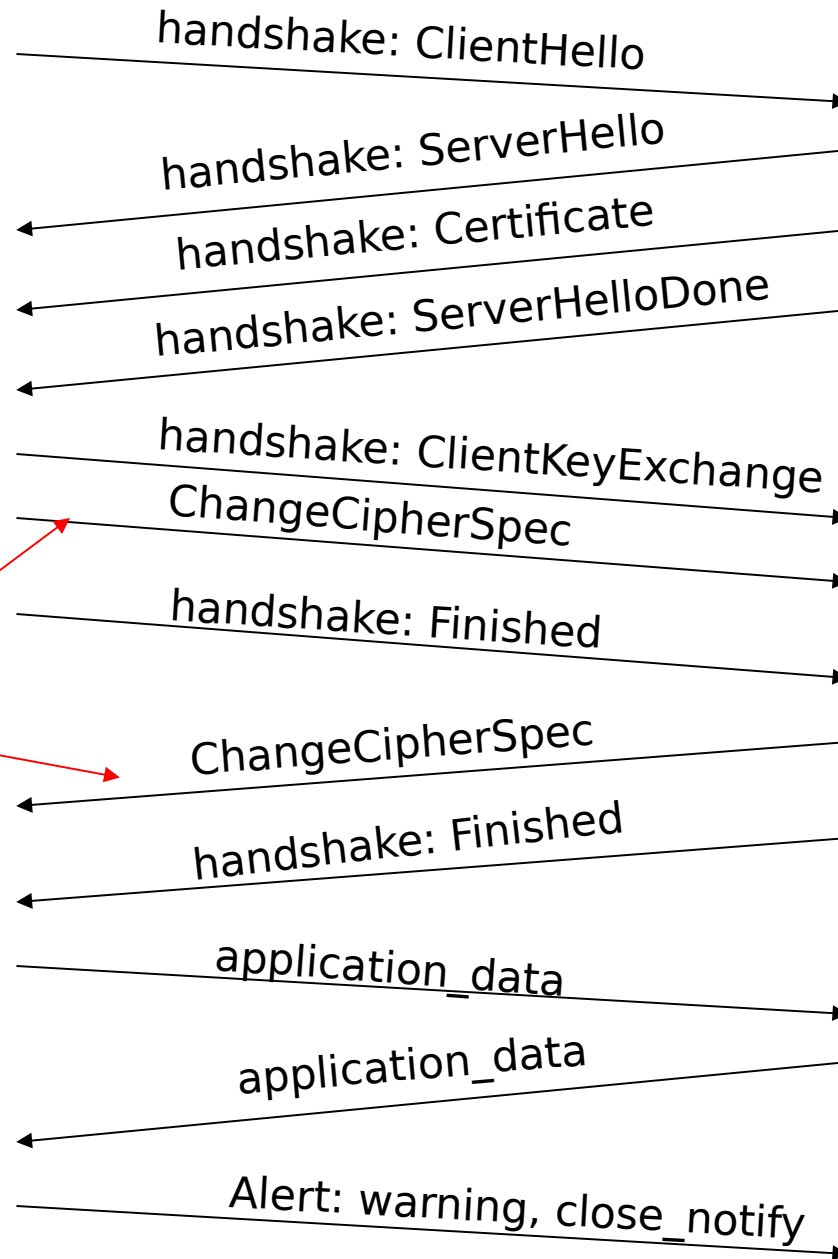 handshake: ClientHello
handshake: ServerHello
handshake: Certificate
handshake: ServerHelloDone
handshake: ClientKeyExchange
ChangeCipherSpec
handshake: Finished
ChangeCipherSpec
handshake: Finished
application_data
application_data
Alert: warning, close_notify